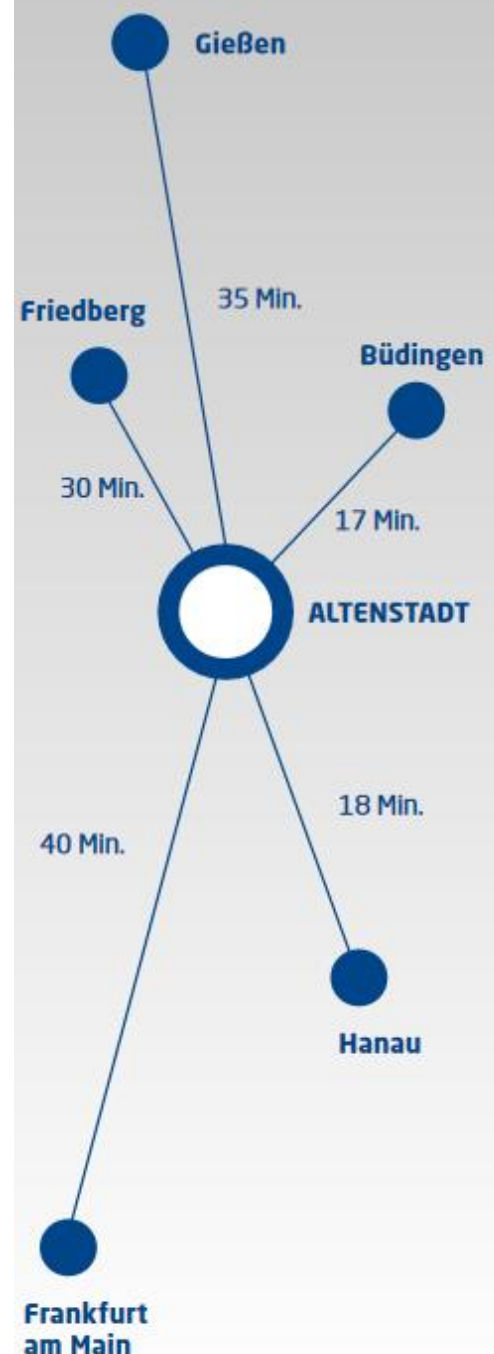 Gießen
35 Min.
Friedberg
Büdingen
30 Min.
17 Min.
ALTENSTADT
18 Min.
40 Min.
Hanau
Frankfurt
am Main